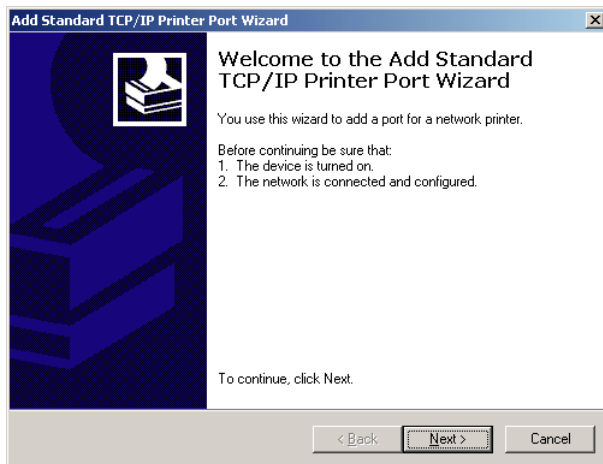 Add Standard TCP/IP Printer Port Wizard
Welcome to the Add Standard
TCP/IP Printer Port Wizard
You use this wizard to add a port for a network printer.
Before continuing be sure that:
1. The device is turned on.
2. The network is connected and configured.
To continue, click Next.
< Back Next > Cancel